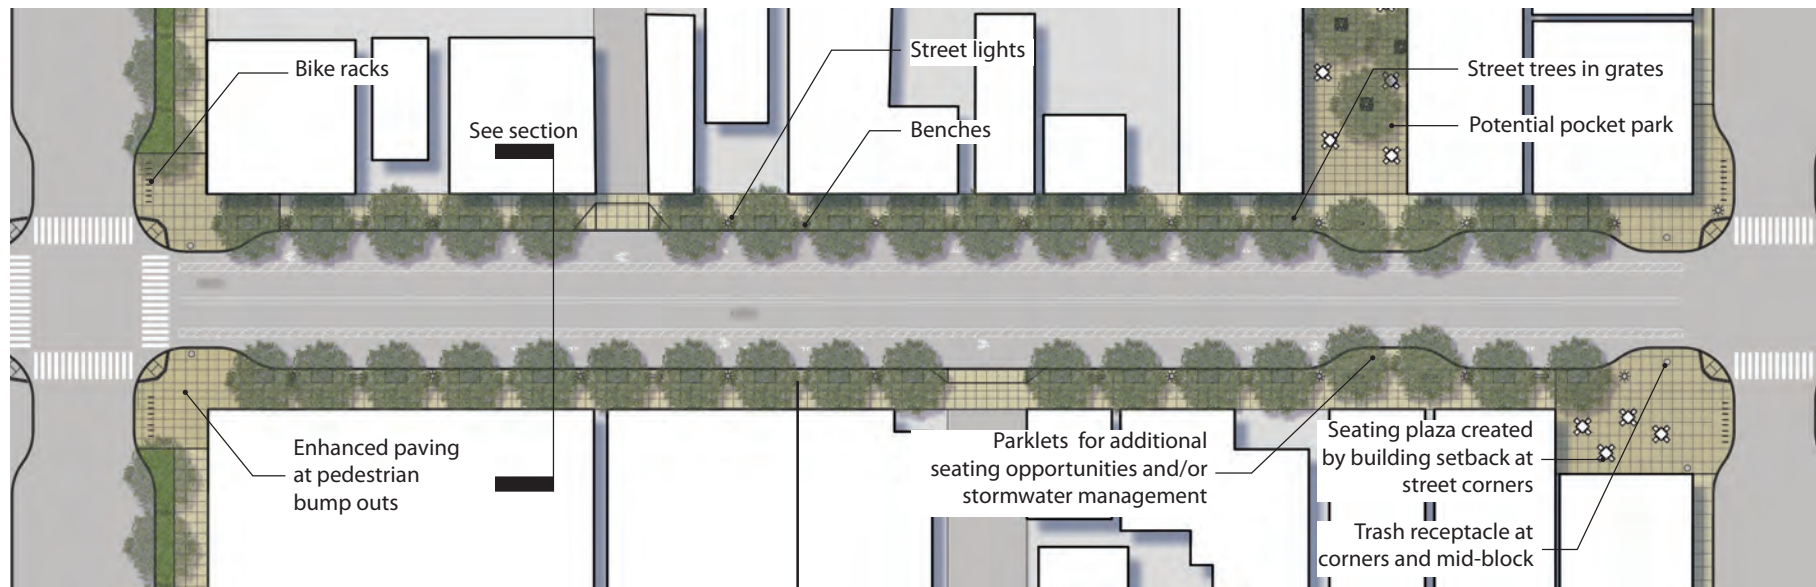 Bike racks
See section
Street lights
Benches
Street trees in grates
Potential pocket park
Enhanced paving
at pedestrian
bump outs
Parklets for additional
seating opportunities and/or
stormwater management
Seating plaza created
by building setback at
street corners
Trash receptacle at
corners and mid-block